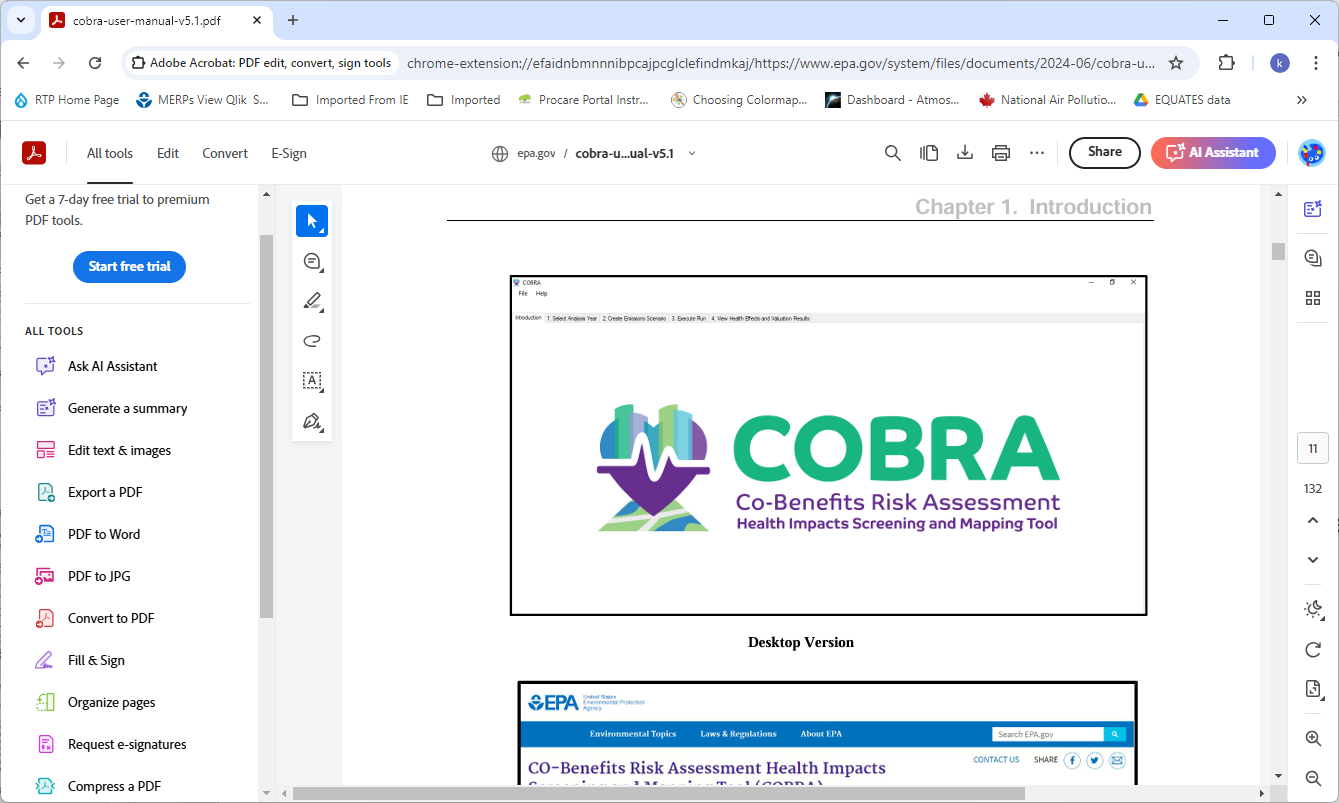 cobra-user-manual-v5.1.pdf
Adobe Acrobat: PDF edit, convert, sign tools
chrome-extension://efaidnbmnnnibpcajpcglclefindmkaj/https://www.epa.gov/system/files/documents/2024-06/cobra-u...
k
RTP Home Page
MERPs View Qlik S...
Imported From IE
Imported
Procare Portal Instr...
Choosing Colormap...
Dashboard - Atmos...
National Air Pollutio...
EQUATES data
All tools
Edit
Convert
E-Sign
epa.gov / cobra-u...ual-v5.1
Share
AI Assistant
Get a 7-day free trial to premium
PDF tools.
Start free trial
ALL TOOLS
Ask AI Assistant
Generate a summary
Edit text & images
Export a PDF
PDF to Word
PDF to JPG
Convert to PDF
Fill & Sign
Organize pages
Request e-signatures
Compress a PDF
Chapter 1. Introduction
COBRA
File Help
Introduction 1. Select Analysis Year 2. Create Emissions Scenario 3. Execute Run 4. View Health Effects and Valuation Results
COBRA
Co-Benefits Risk Assessment
Health Impacts Screening and Mapping Tool
Desktop Version
EPA
United States
Environmental Protection
Agency
Environmental Topics
Laws & Regulations
About EPA
Search EPA.gov
CONTACT US
SHARE
CO-Benefits Risk Assessment Health Impacts
Screening and Mapping Tool (COBRA)
11
132